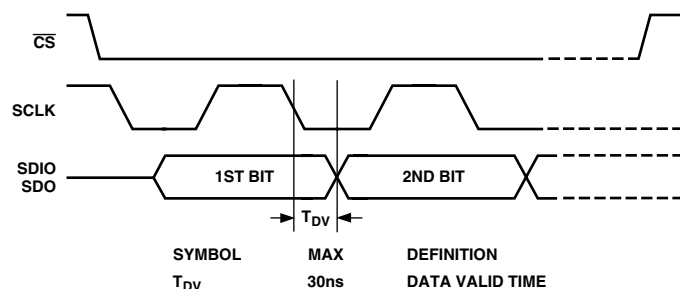 CS
SCLK
SDIO
SDO
1ST BIT
2ND BIT
TDV
SYMBOL MAX DEFINITION
TDV 30ns DATA VALID TIME